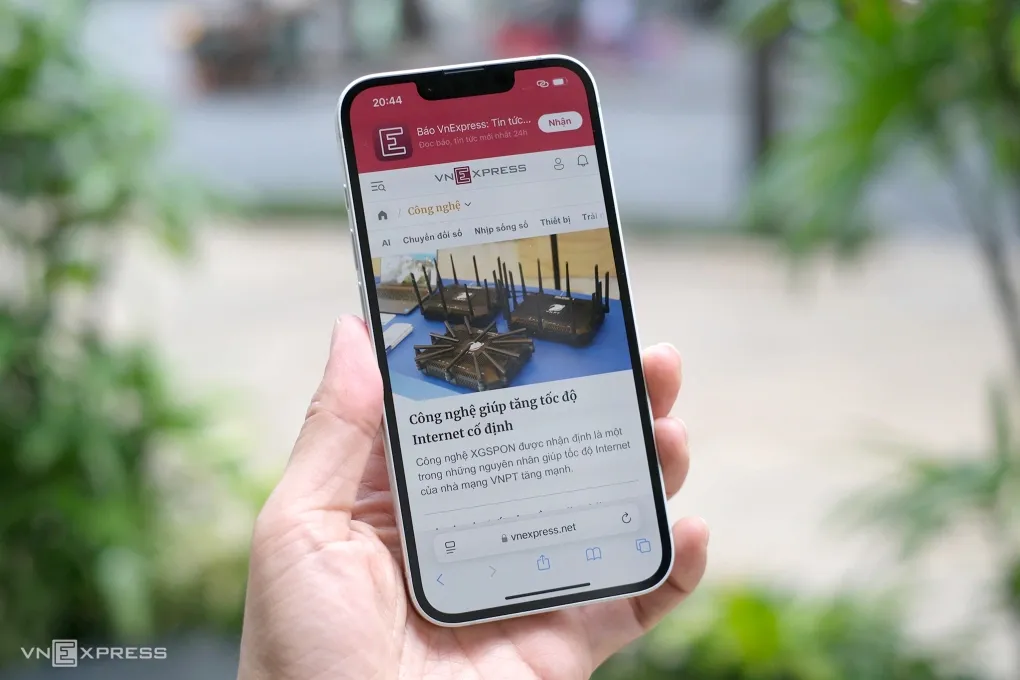 20:44
Báo VnExpress: Tin tức...
Đọc báo, tin tức mới nhất 24h
Nhận
VNEXPRESS
/ Công nghệ
AI Chuyển đổi số Nhịp sống số Thiết bị Trải
Công nghệ giúp tăng tốc độ
Internet cố định
Công nghệ XGSPON được nhận định là một
trong những nguyên nhân giúp tốc độ Internet
của nhà mạng VNPT tăng mạnh.
vnexpress.net
VNEXPRESS